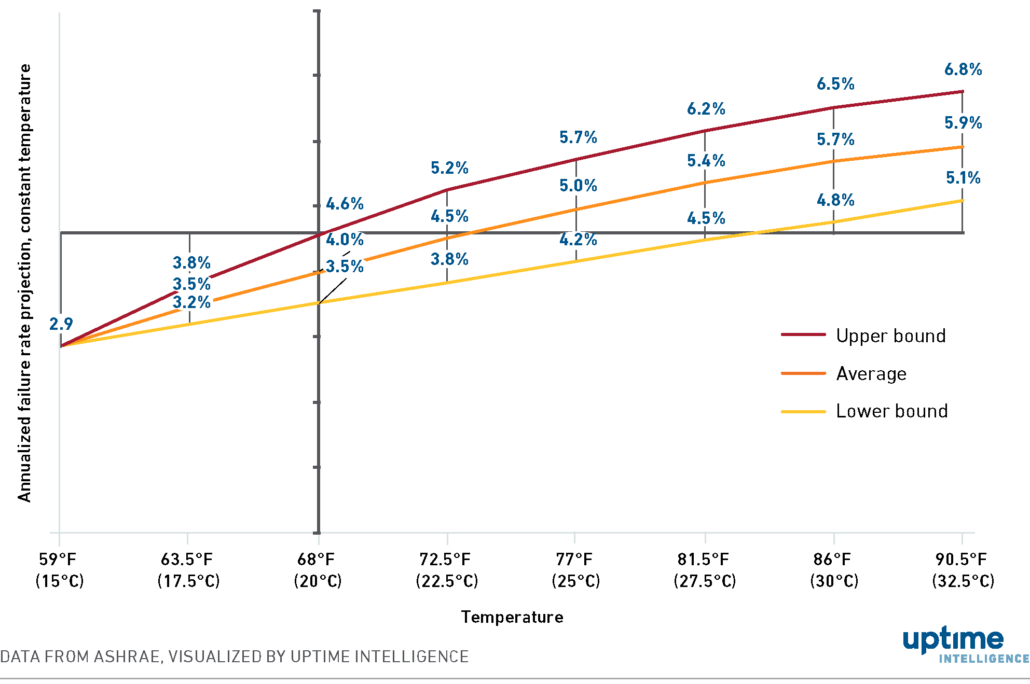 Annualized failure rate projection, constant temperature
6.8%
6.5%
6.2%
5.9%
5.7%
5.7%
5.4%
5.2%
5.0%
5.1%
4.6%
4.5%
4.5%
4.8%
4.0%
4.2%
3.8%
3.5%
3.8%
3.5%
3.2%
2.9
Upper bound
Average
Lower bound
59°F 63.5°F 68°F 72.5°F 77°F 81.5°F 86°F 90.5°F
(15°C) (17.5°C) (20°C) (22.5°C) (25°C) (27.5°C) (30°C) (32.5°C)
Temperature
DATA FROM ASHRAE, VISUALIZED BY UPTIME INTELLIGENCE
uptime
INTELLIGENCE